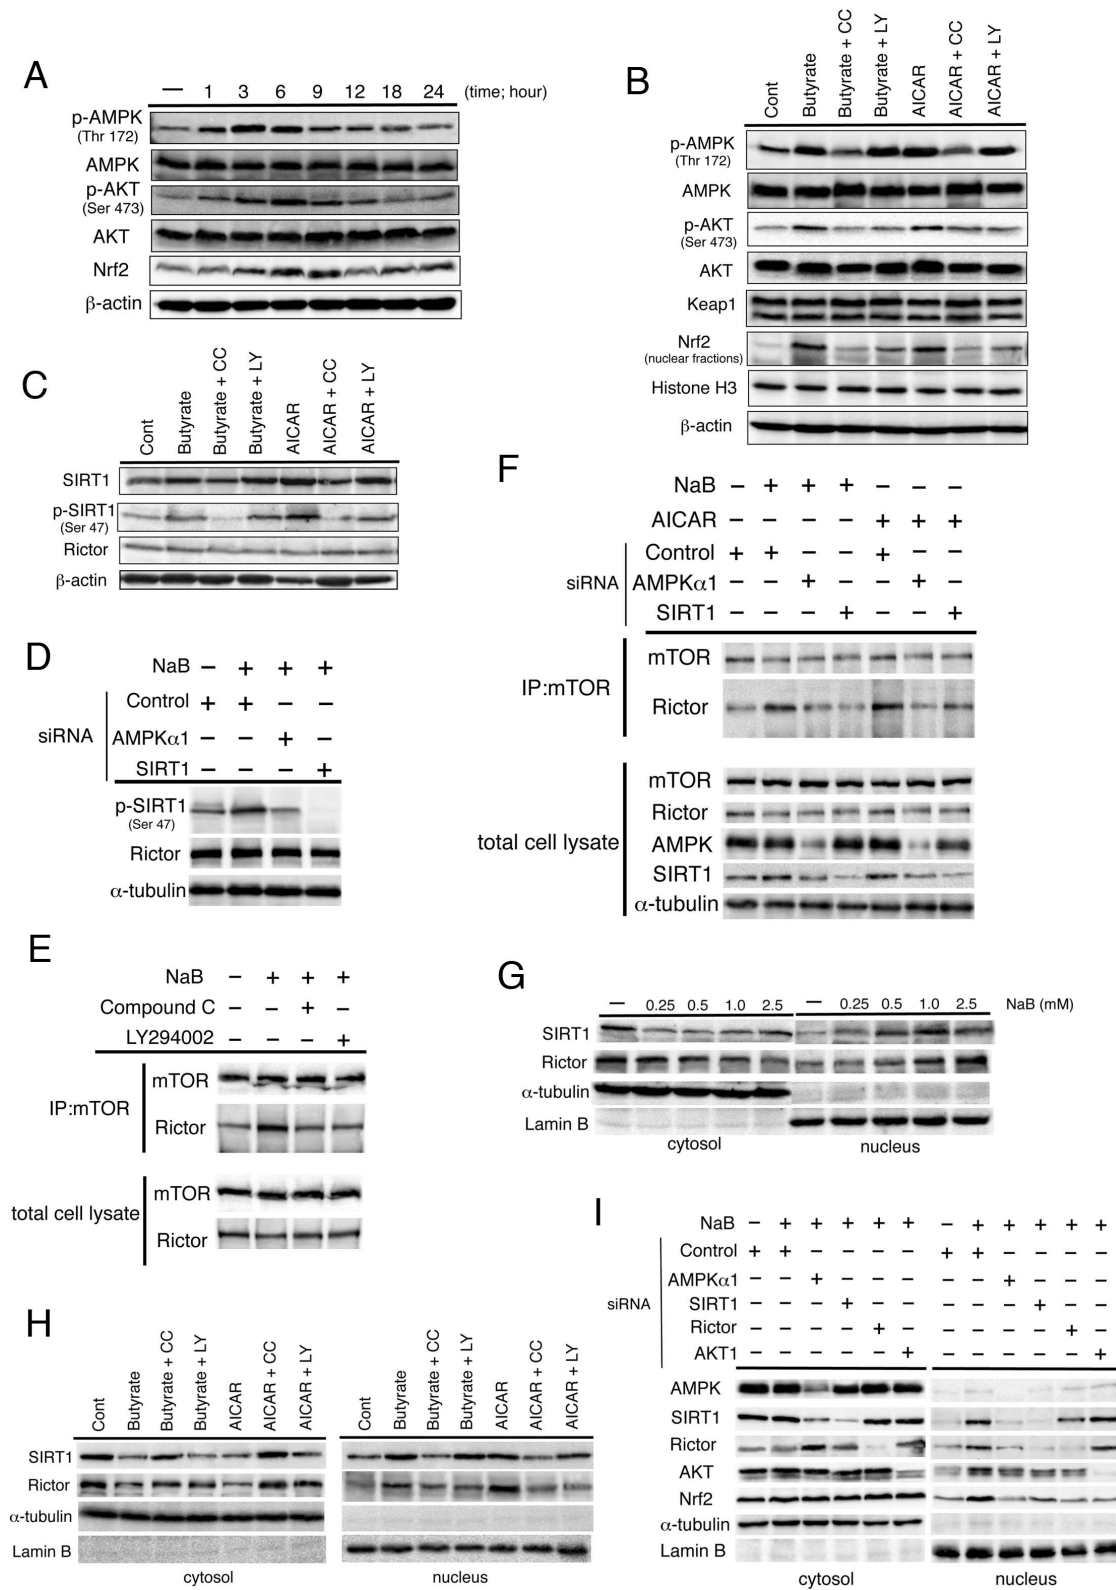 A
— 1 3 6 9 12 18 24 (time; hour)
p-AMPK
(Thr 172)
AMPK
p-AKT
(Ser 473)
AKT
Nrf2
β-actin
B
Cont Butyrate Butyrate + CC Butyrate + LY AICAR AICAR + CC AICAR + LY
p-AMPK
(Thr 172)
AMPK
p-AKT
(Ser 473)
AKT
Keap1
Nrf2
(nuclear fractions)
Histone H3
β-actin
C
Cont Butyrate Butyrate + CC Butyrate + LY AICAR AICAR + CC AICAR + LY
SIRT1
p-SIRT1
(Ser 47)
Rictor
β-actin
D
NaB – + + +
siRNA
Control + + – –
AMPKα1 – – + –
SIRT1 – – – +
p-SIRT1
(Ser 47)
Rictor
α-tubulin
E
NaB – + + +
Compound C – – + –
LY294002 – – – +
IP:mTOR
mTOR
Rictor
total cell lysate
mTOR
Rictor
F
NaB – + + + – – –
AICAR – – – – + + +
siRNA
Control + + – – + – –
AMPKα1 – – + – – + –
SIRT1 – – – + – – +
IP:mTOR
mTOR
Rictor
total cell lysate
mTOR
Rictor
AMPK
SIRT1
α-tubulin
G
— 0.25 0.5 1.0 2.5 — 0.25 0.5 1.0 2.5 NaB (mM)
SIRT1
Rictor
α-tubulin
Lamin B
cytosol nucleus
H
Cont Butyrate Butyrate + CC Butyrate + LY AICAR AICAR + CC AICAR + LY Cont Butyrate Butyrate + CC Butyrate + LY AICAR AICAR + CC AICAR + LY
SIRT1
Rictor
α-tubulin
Lamin B
cytosol nucleus
I
NaB – + + + + + – + + + + +
siRNA
Control + + – – – – + + – – – –
AMPKα1 – – + – – – – – + – – –
SIRT1 – – – + – – – – – + – –
Rictor – – – – + – – – – – + –
AKT1 – – – – – + – – – – – +
AMPK
SIRT1
Rictor
AKT
Nrf2
α-tubulin
Lamin B
cytosol nucleus